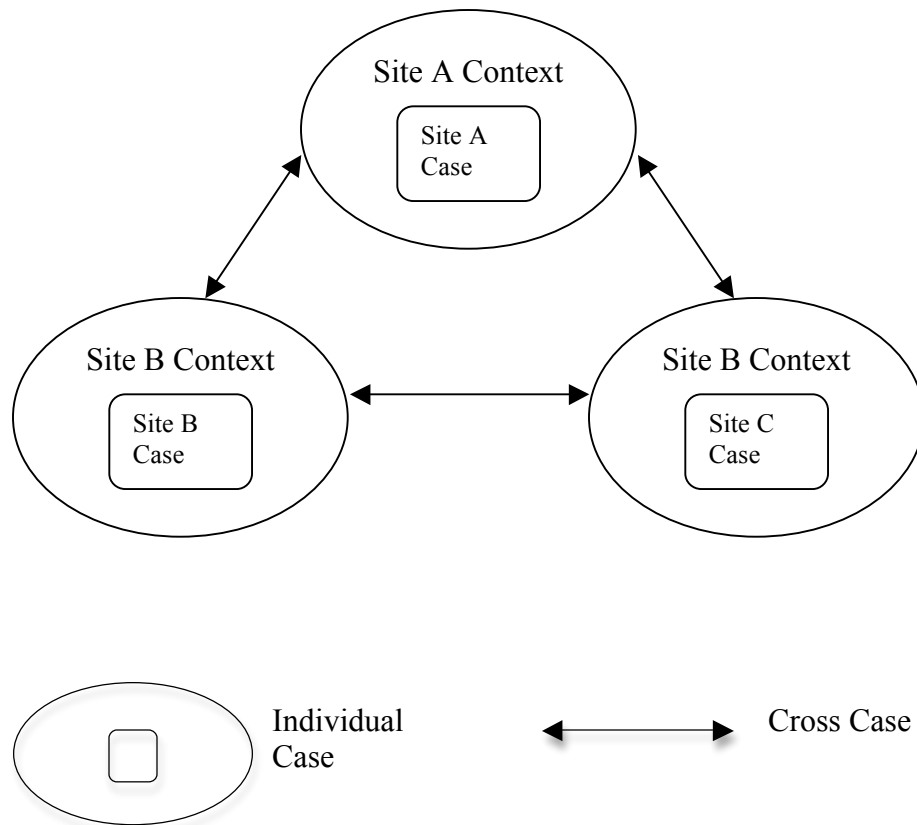 Site A Context
Site A
Case
Site B Context
Site B
Case
Site B Context
Site C
Case
Individual
Case
Cross Case